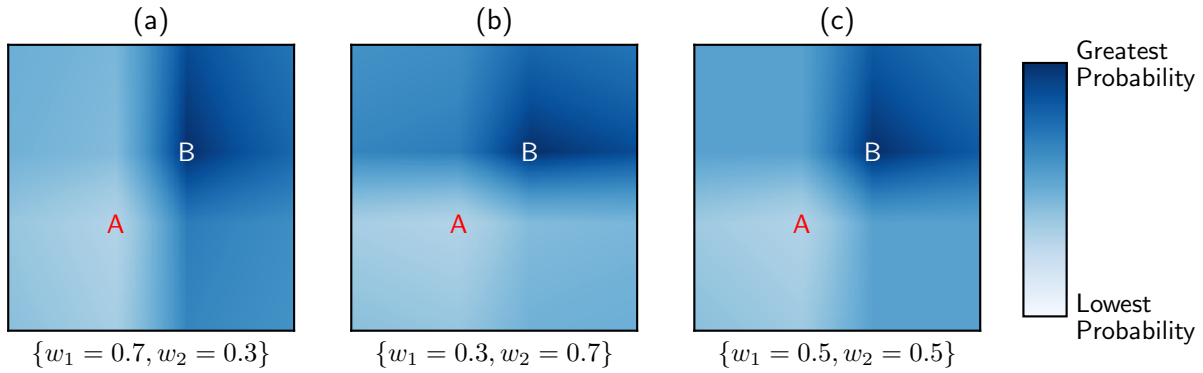 (a)
(b)
(c)
B
A
B
A
B
A
Greatest
Probability
Lowest
Probability
{w₁ = 0.7, w₂ = 0.3}
{w₁ = 0.3, w₂ = 0.7}
{w₁ = 0.5, w₂ = 0.5}